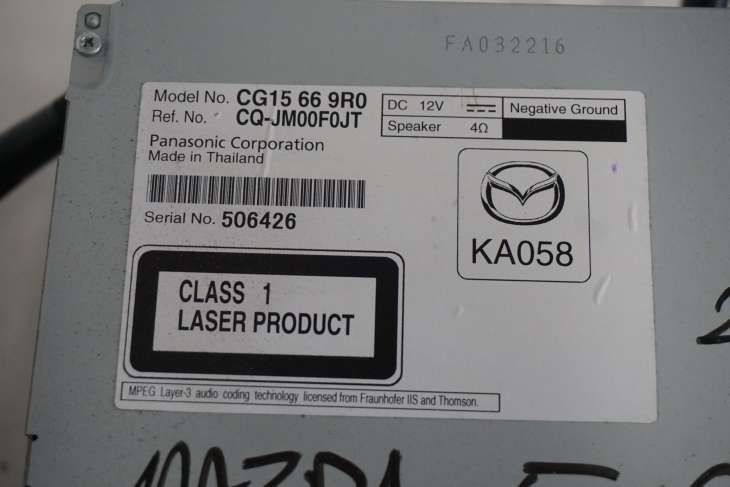 FA032216
Model No. CG15 66 9R0
Ref. No. CQ-JM00F0JT
DC 12V
Negative Ground
Speaker 4Ω
Panasonic Corporation
Made in Thailand
Serial No. 506426
KA058
CLASS 1
LASER PRODUCT
MPEG Layer-3 audio coding technology licensed from Fraunhofer IIS and Thomson.
MAZDA